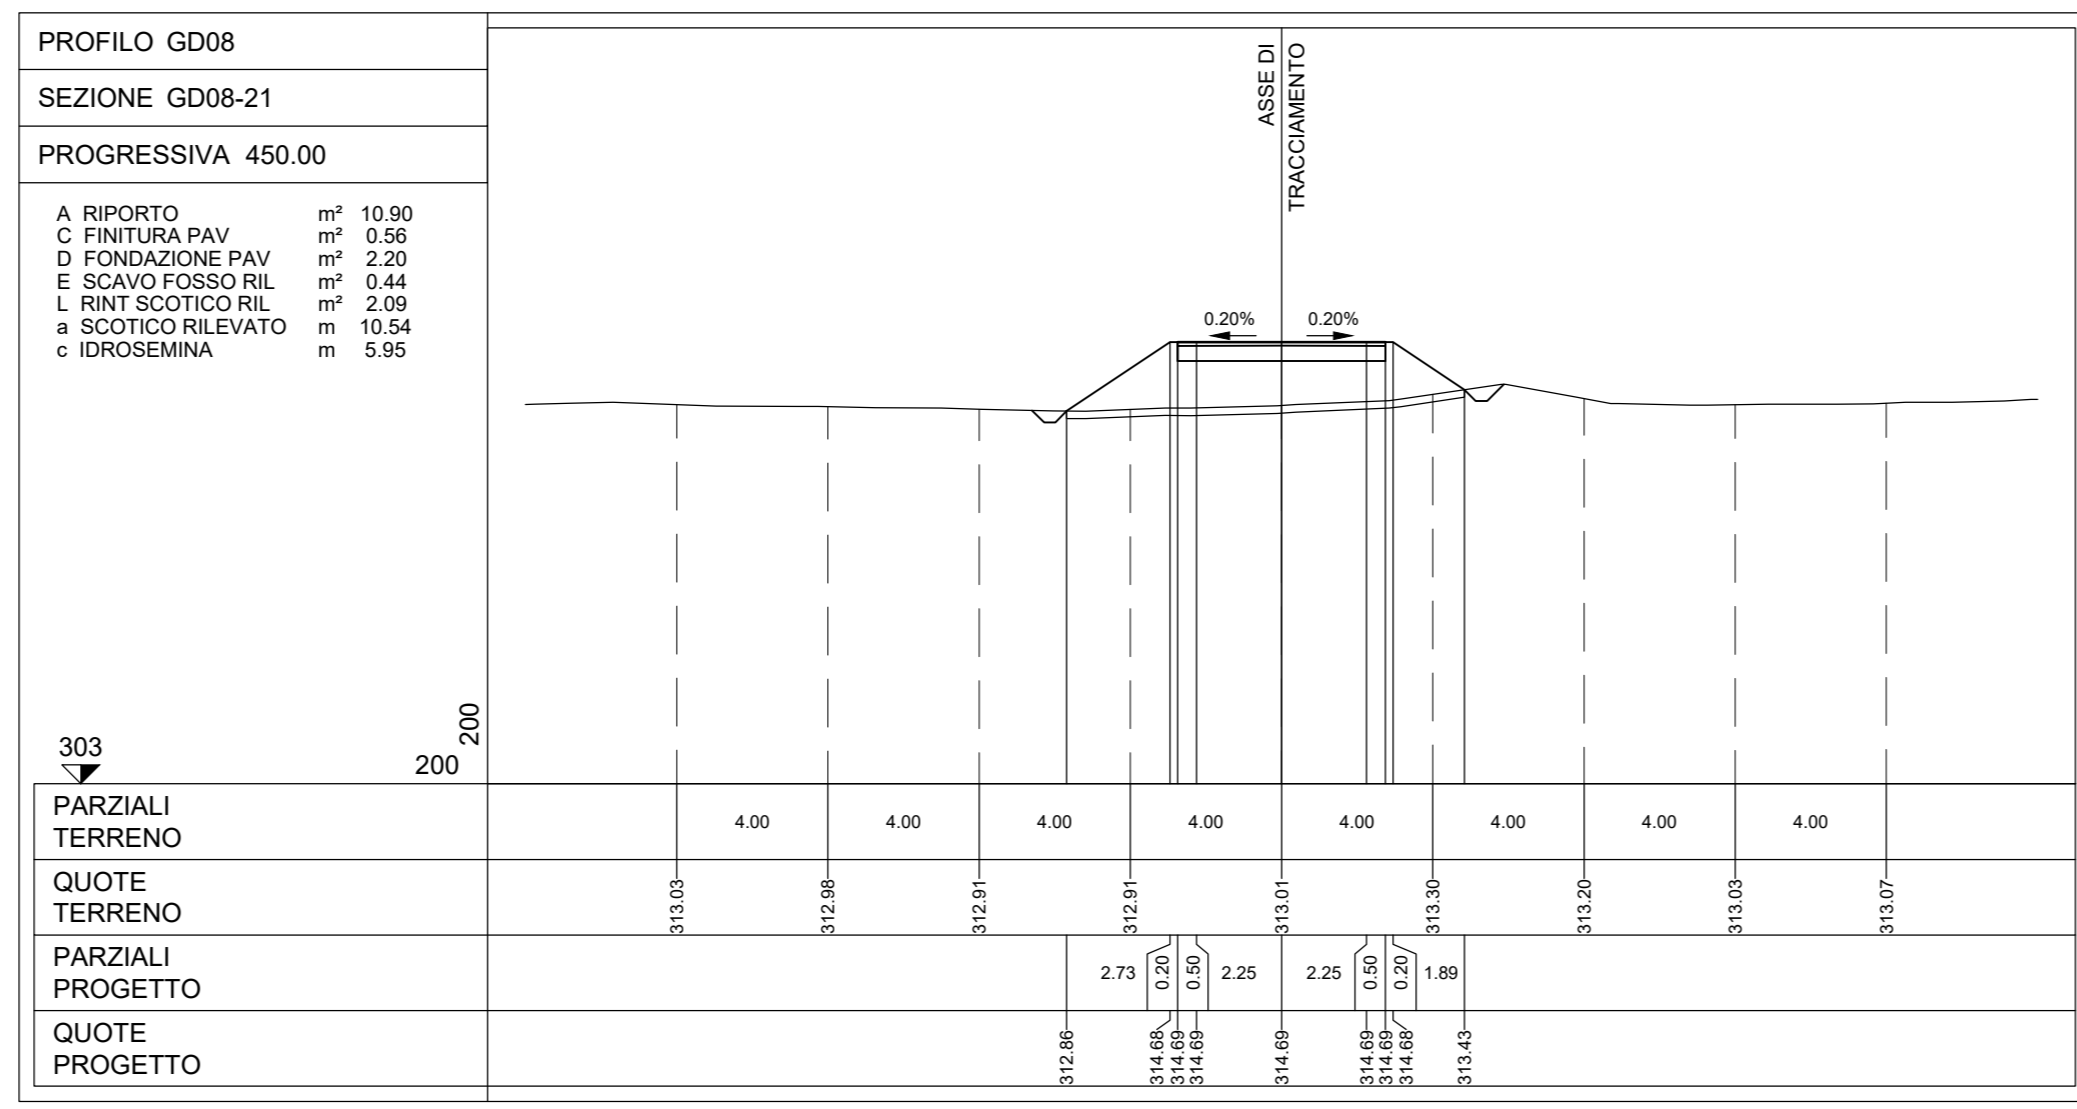 PROFILO GD08
SEZIONE GD08-21
PROGRESSIVA 450.00
A RIPORTO m² 10.90
C FINITURA PAV m² 0.56
D FONDAZIONE PAV m² 2.20
E SCAVO FOSSO RIL m² 0.44
L RINT SCOTICO RIL m² 2.09
a SCOTICO RILEVATO m 10.54
c IDROSEMINA m 5.95
ASSE DI
TRACCIAMENTO
0.20% 0.20%
303
200
200
PARZIALI
TERRENO
4.00 4.00 4.00 4.00 4.00 4.00 4.00 4.00
QUOTE
TERRENO
313.03 312.98 312.91 312.91 313.01 313.30 313.20 313.03 313.07
PARZIALI
PROGETTO
2.73 0.20 0.50 2.25 2.25 0.50 0.20 1.89
QUOTE
PROGETTO
312.86 314.68 314.69 314.69 314.69 314.69 314.69 314.68 313.43